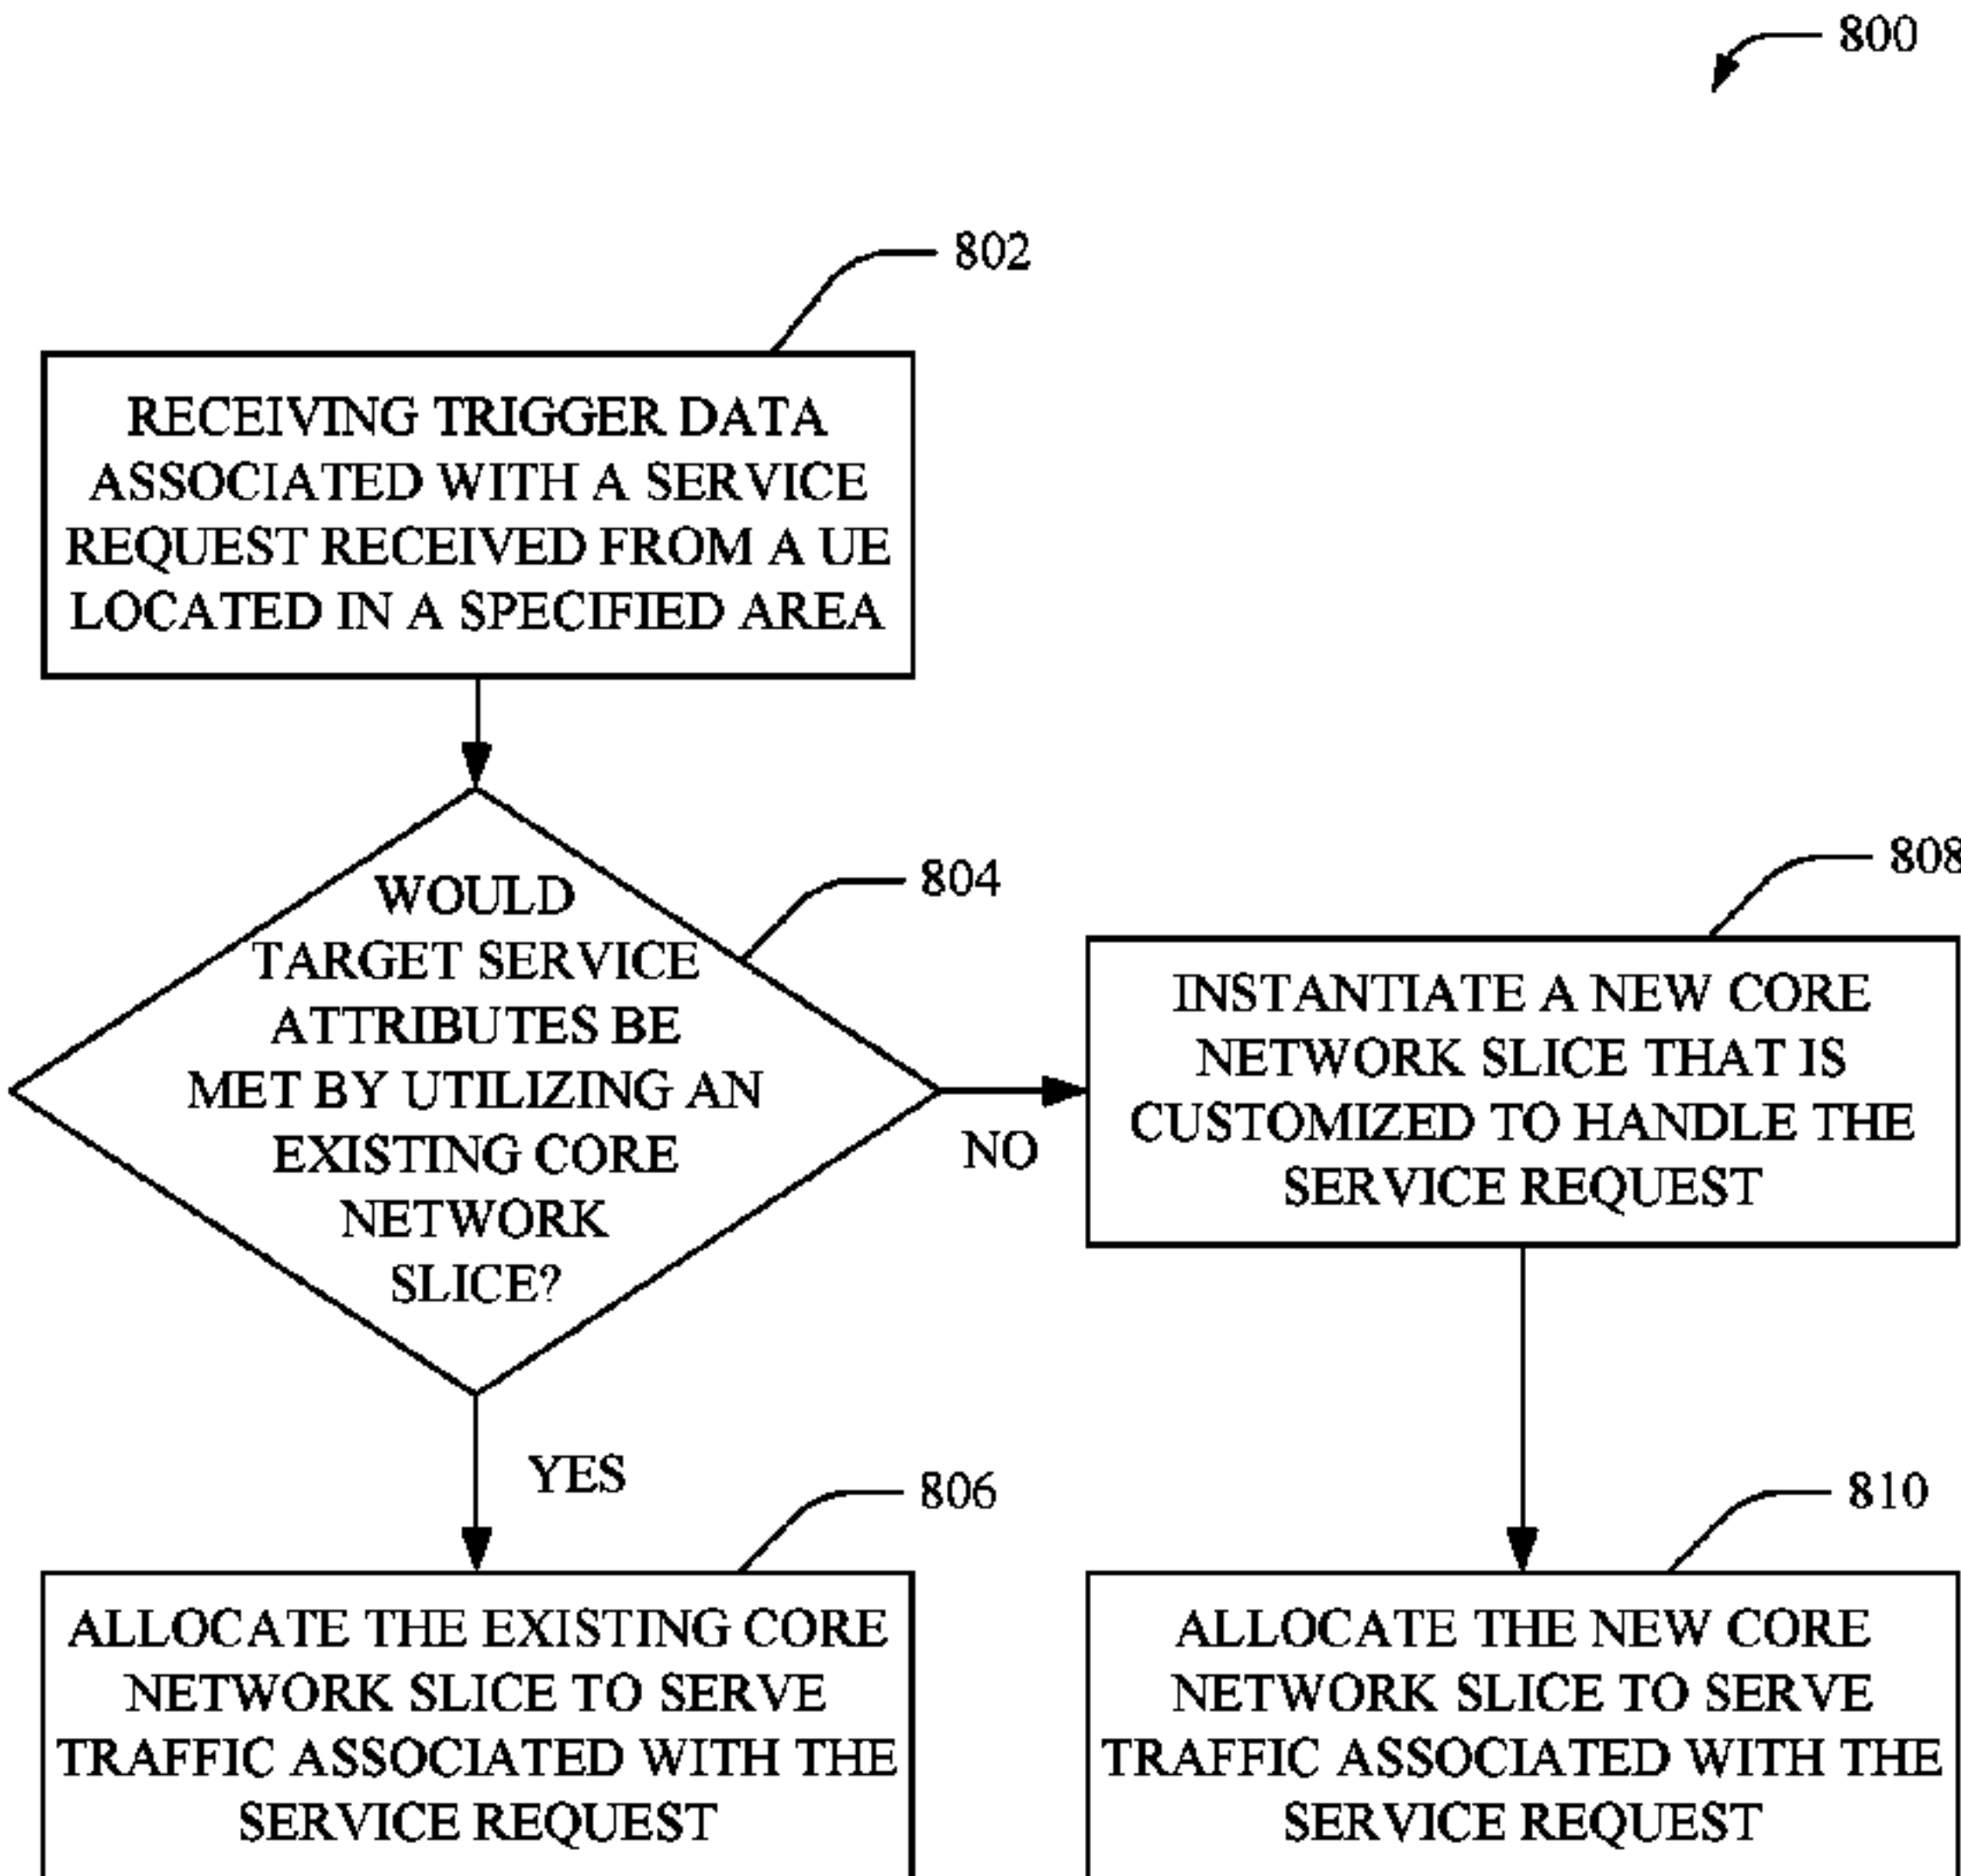 800
802
RECEIVING TRIGGER DATA
ASSOCIATED WITH A SERVICE
REQUEST RECEIVED FROM A UE
LOCATED IN A SPECIFIED AREA
804
WOULD
TARGET SERVICE
ATTRIBUTES BE
MET BY UTILIZING AN
EXISTING CORE
NETWORK
SLICE?
NO
808
INSTANTIATE A NEW CORE
NETWORK SLICE THAT IS
CUSTOMIZED TO HANDLE THE
SERVICE REQUEST
YES
806
ALLOCATE THE EXISTING CORE
NETWORK SLICE TO SERVE
TRAFFIC ASSOCIATED WITH THE
SERVICE REQUEST
810
ALLOCATE THE NEW CORE
NETWORK SLICE TO SERVE
TRAFFIC ASSOCIATED WITH THE
SERVICE REQUEST